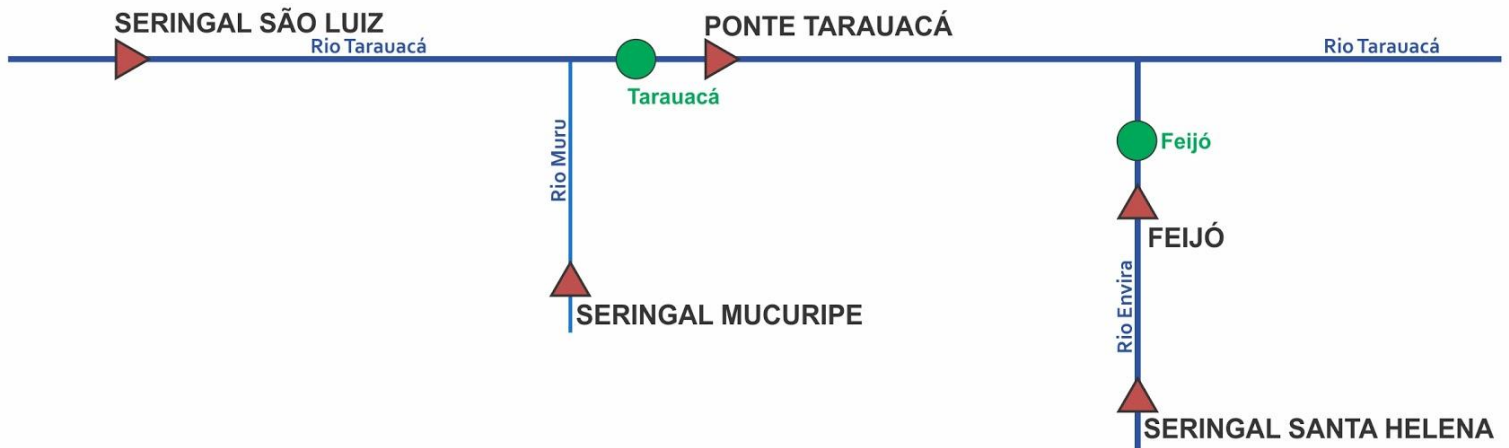 SERINGAL SÃO LUIZ
Rio Tarauacá
PONTE TARAUACÁ
Rio Tarauacá
Tarauacá
Rio Muru
Feijó
FEIJÓ
SERINGAL MUCURIPE
Rio Envira
SERINGAL SANTA HELENA